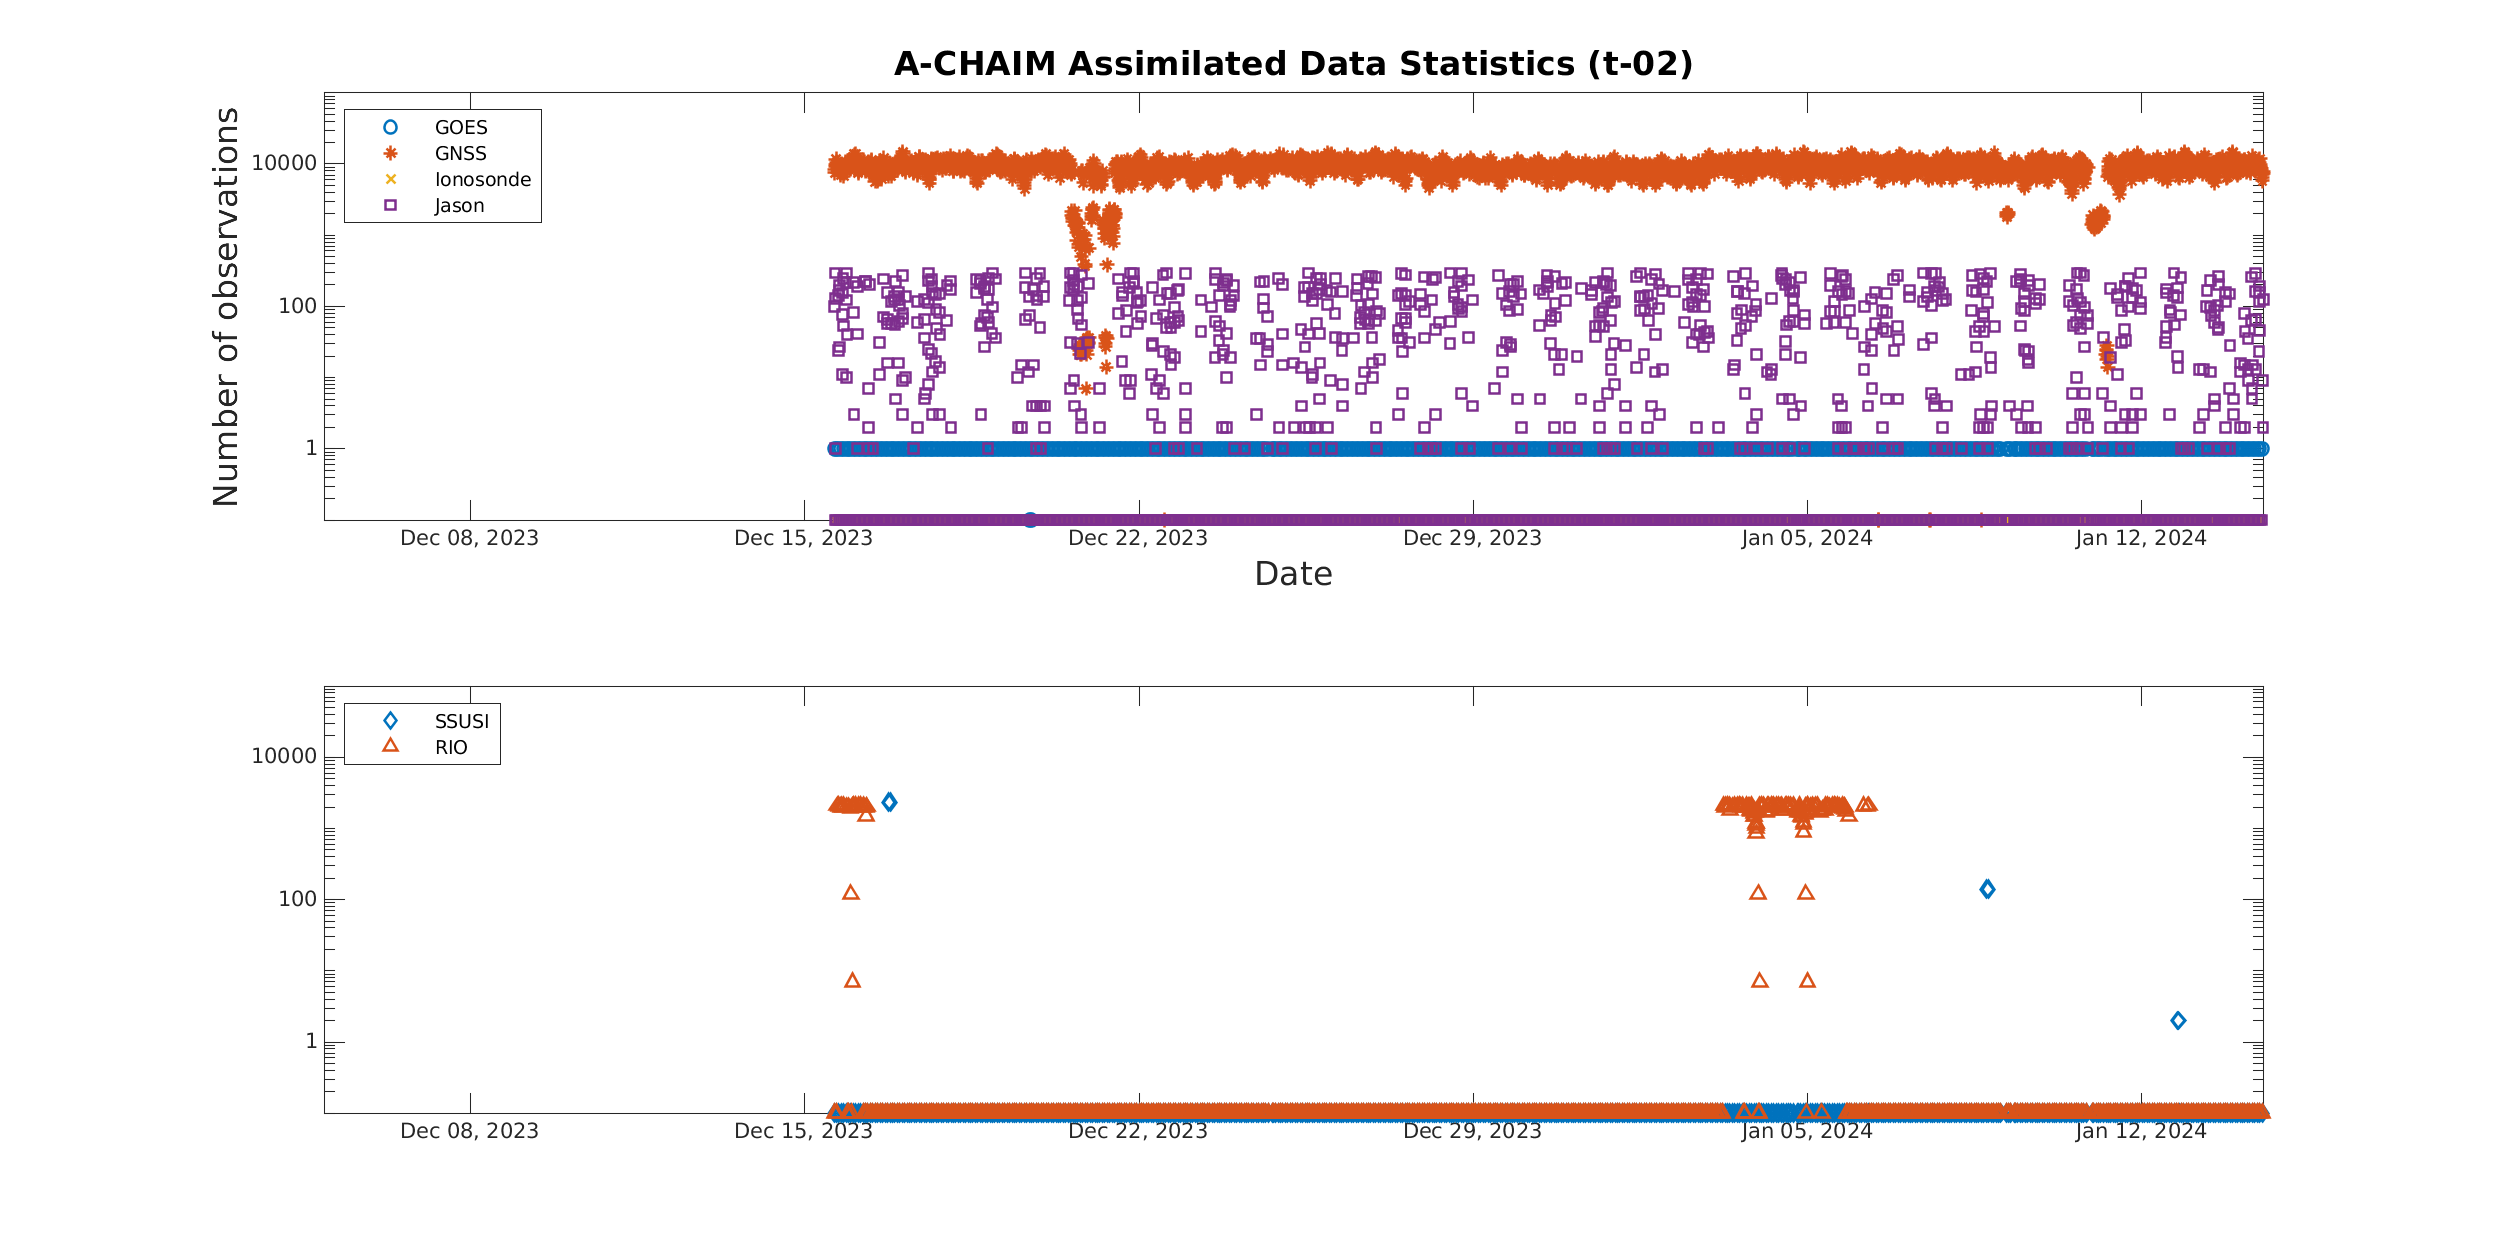 A-CHAIM Assimilated Data Statistics (t-02)
Number of observations
10000
100
1
GOES
GNSS
Ionosonde
Jason
Dec 08, 2023
Dec 15, 2023
Dec 22, 2023
Dec 29, 2023
Jan 05, 2024
Jan 12, 2024
Date
10000
100
1
SSUSI
RIO
Dec 08, 2023
Dec 15, 2023
Dec 22, 2023
Dec 29, 2023
Jan 05, 2024
Jan 12, 2024